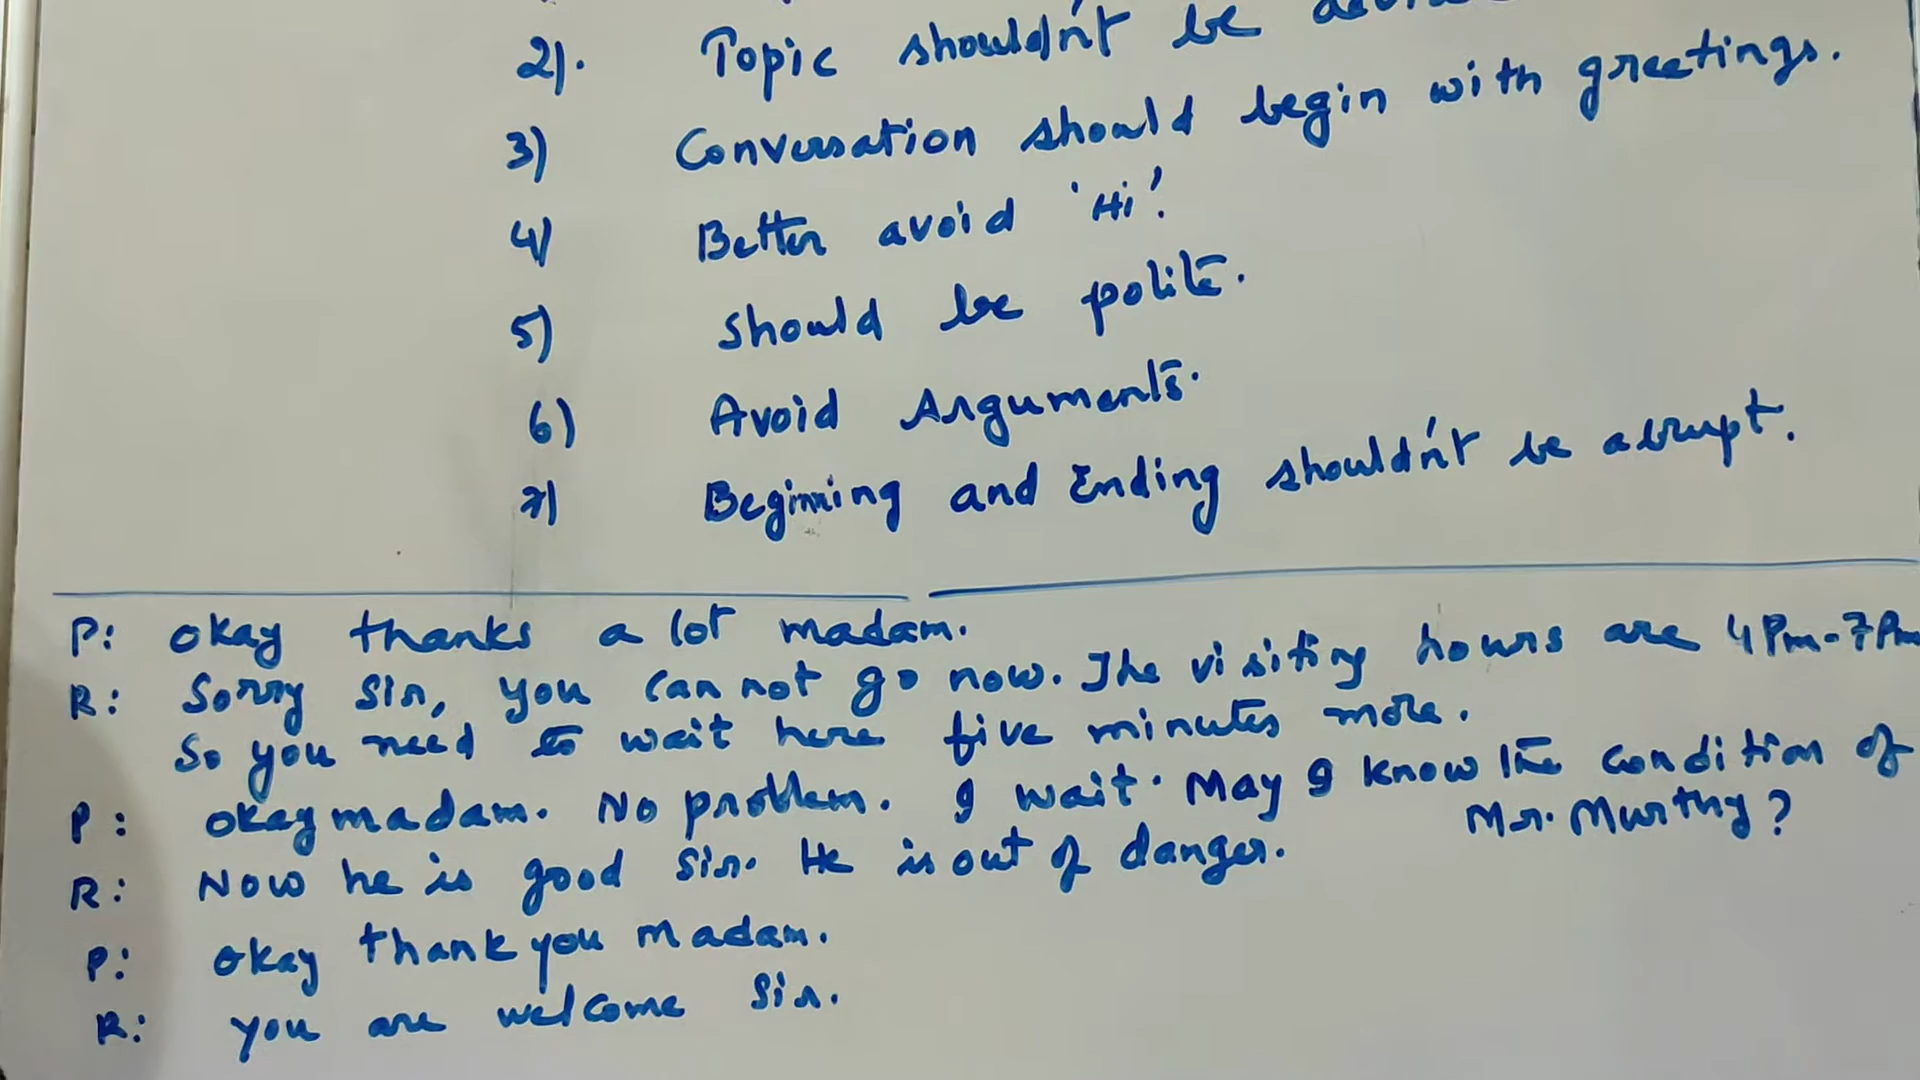 2). Topic shouldn't be
3) Conversation should begin with greetings.
4) Better avoid 'Hi'.
5) should be polite.
6) Avoid Arguments.
7) Beginning and Ending shouldn't be abrupt.
P: okay thanks a lot madam.
R: Sorry Sir, you can not go now. The visiting hours are 4 Pm - 7 Pm
So you need to wait here five minutes more.
P: okay madam. No problem. I wait. May I know the condition of
Mr. Murthy?
R: Now he is good Sir. He is out of danger.
P: okay thank you madam.
R: you are welcome Sir.